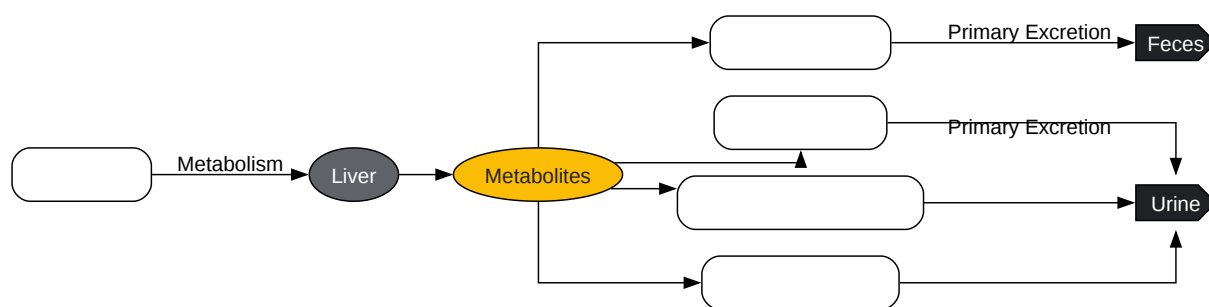 Primary Excretion
Feces
Primary Excretion
Metabolism
Liver
Metabolites
Urine